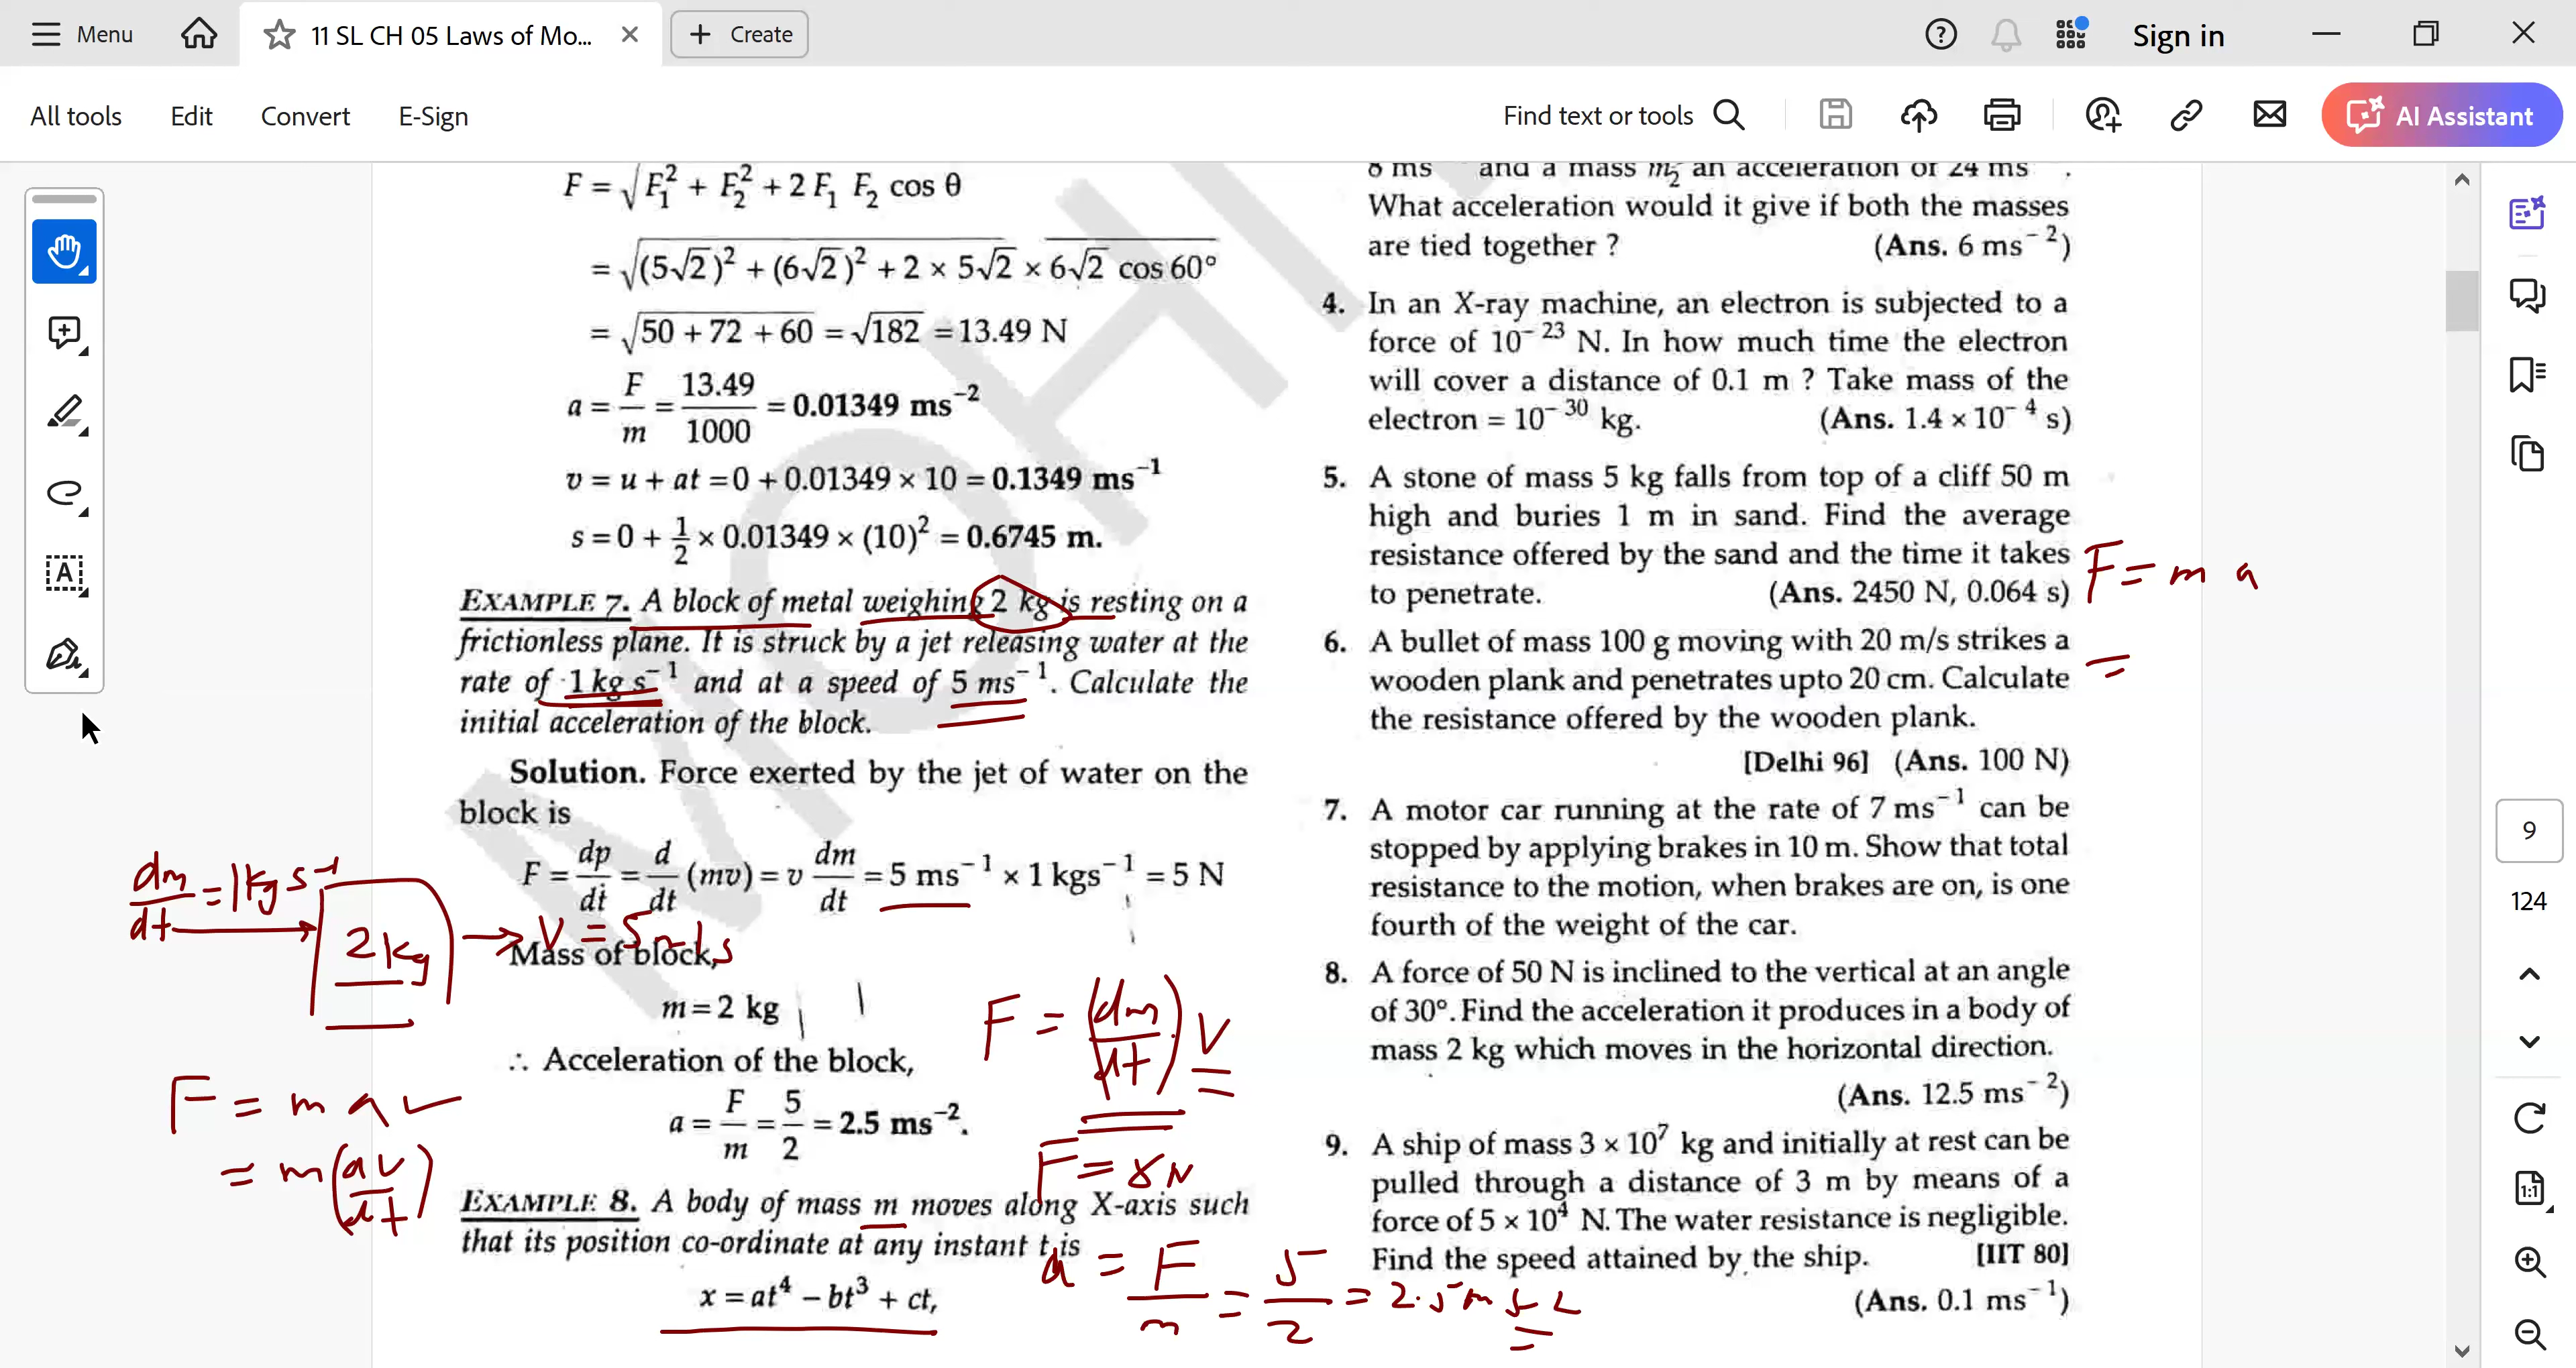 Menu
11 SL CH 05 Laws of Mo...
Create
Sign in
All tools
Edit
Convert
E-Sign
Find text or tools
AI Assistant
F = √F₁² + F₂² + 2 F₁ F₂ cos θ
= √(5√2)² + (6√2)² + 2 × 5√2 × 6√2 cos 60°
= √50 + 72 + 60 = √182 = 13.49 N
a = F/m = 13.49/1000 = 0.01349 ms⁻²
v = u + at = 0 + 0.01349 × 10 = 0.1349 ms⁻¹
s = 0 + 1/2 × 0.01349 × (10)² = 0.6745 m.
EXAMPLE 7. A block of metal weighing 2 kg is resting on a
frictionless plane. It is struck by a jet releasing water at the
rate of 1 kg s⁻¹ and at a speed of 5 ms⁻¹. Calculate the
initial acceleration of the block.
Solution. Force exerted by the jet of water on the
block is
F = dp/dt = d/dt (mv) = v dm/dt = 5 ms⁻¹ × 1 kgs⁻¹ = 5 N
Mass of block,
m = 2 kg
∴ Acceleration of the block,
a = F/m = 5/2 = 2.5 ms⁻².
EXAMPLE 8. A body of mass m moves along X-axis such
that its position co-ordinate at any instant t is
x = at⁴ − bt³ + ct,
dm/dt = 1kg s⁻¹
2 kg
V = 5 m/s
F = m a
= m (dv/dt)
F = (dm/dt) V
F = 5 N
a = F/m = 5/2 = 2.5 m s⁻²
8 ms and a mass m₂ an acceleration of 24 ms .
What acceleration would it give if both the masses
are tied together ? (Ans. 6 ms⁻²)
4. In an X-ray machine, an electron is subjected to a
force of 10⁻²³ N. In how much time the electron
will cover a distance of 0.1 m ? Take mass of the
electron = 10⁻³⁰ kg. (Ans. 1.4 × 10⁻⁴ s)
5. A stone of mass 5 kg falls from top of a cliff 50 m
high and buries 1 m in sand. Find the average
resistance offered by the sand and the time it takes
to penetrate. (Ans. 2450 N, 0.064 s)
F = m a
6. A bullet of mass 100 g moving with 20 m/s strikes a
wooden plank and penetrates upto 20 cm. Calculate
the resistance offered by the wooden plank.
[Delhi 96] (Ans. 100 N)
7. A motor car running at the rate of 7 ms⁻¹ can be
stopped by applying brakes in 10 m. Show that total
resistance to the motion, when brakes are on, is one
fourth of the weight of the car.
8. A force of 50 N is inclined to the vertical at an angle
of 30°. Find the acceleration it produces in a body of
mass 2 kg which moves in the horizontal direction.
(Ans. 12.5 ms⁻²)
9. A ship of mass 3 × 10⁷ kg and initially at rest can be
pulled through a distance of 3 m by means of a
force of 5 × 10⁴ N. The water resistance is negligible.
Find the speed attained by the ship. [IIT 80]
(Ans. 0.1 ms⁻¹)
9
124